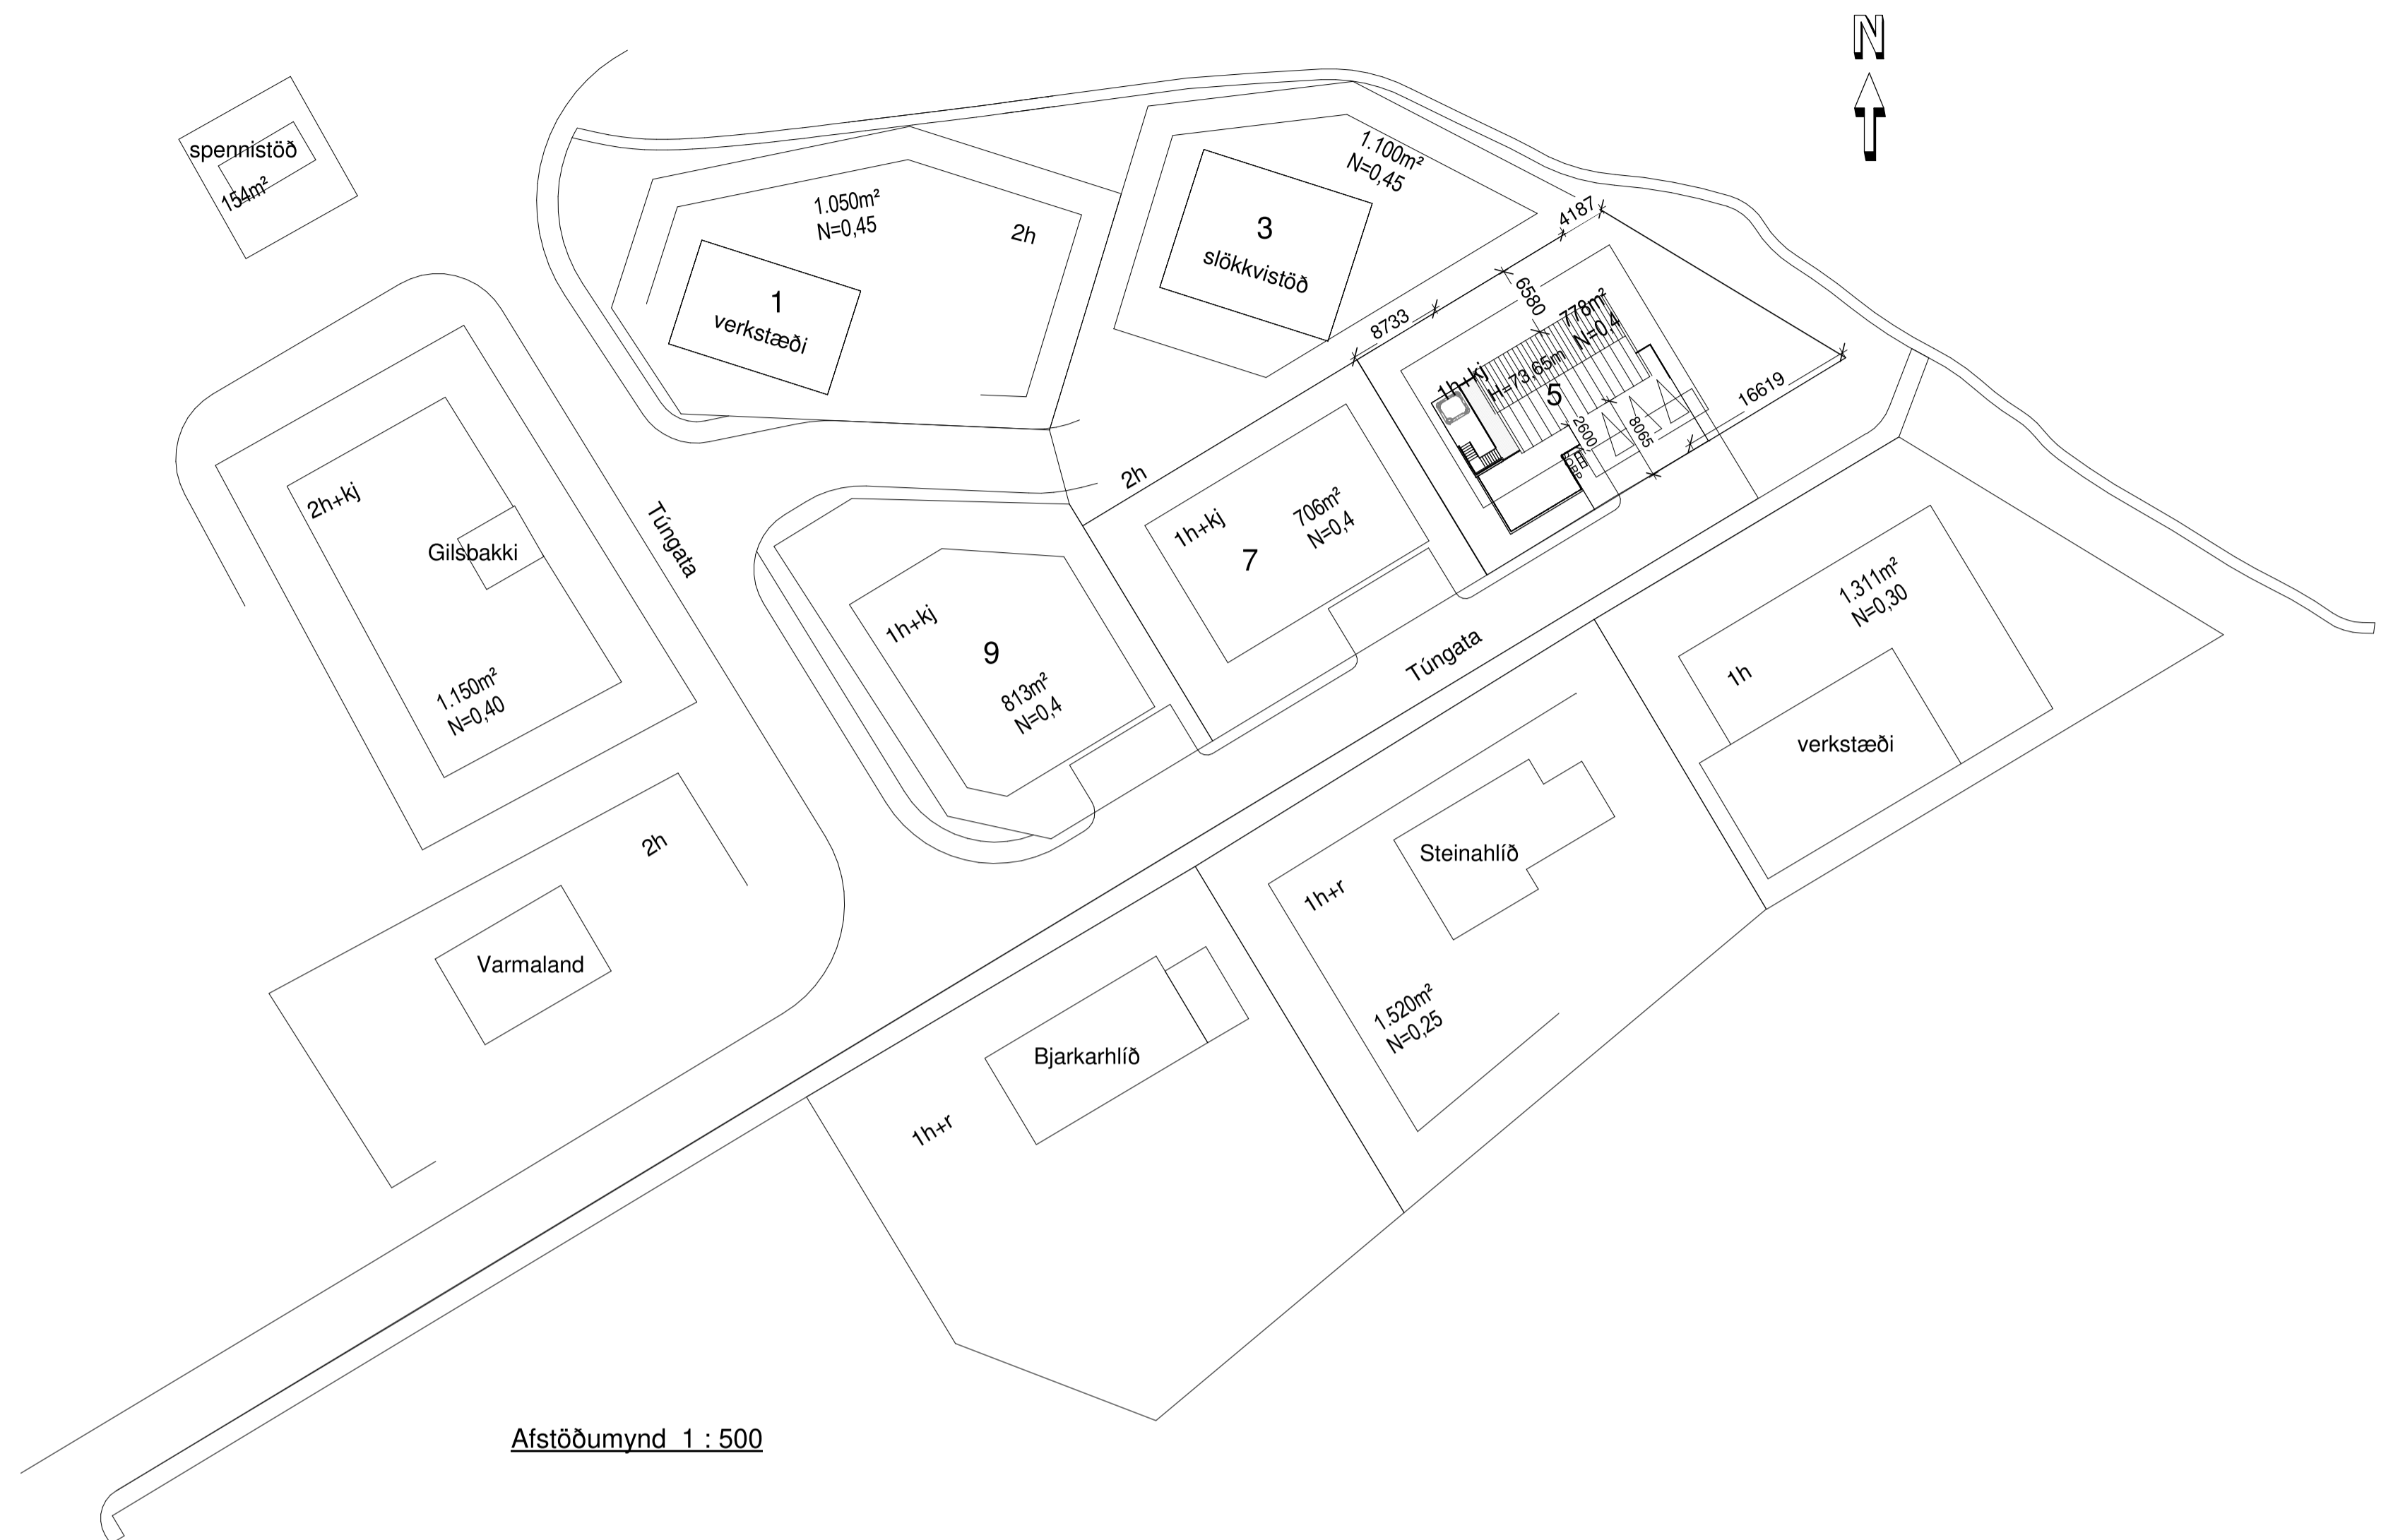 N
spennistöð
154m²
1.050m²
N=0,45
2h
1
verkstæði
1.100m²
N=0,45
3
slökkvistöð
4187
6580
8733
778m²
N=0,4
1h+kj
H=73,65m
5
2600
8065
16619
2h+kj
Gilsbakki
1.150m²
N=0,40
Túngata
2h
1h+kj
706m²
N=0,4
7
1h+kj
9
813m²
N=0,4
Túngata
1.311m²
N=0,30
1h
verkstæði
2h
Varmaland
Steinahlíð
1h+r
1.520m²
N=0,25
Bjarkarhlíð
1h+r
Afstöðumynd 1 : 500